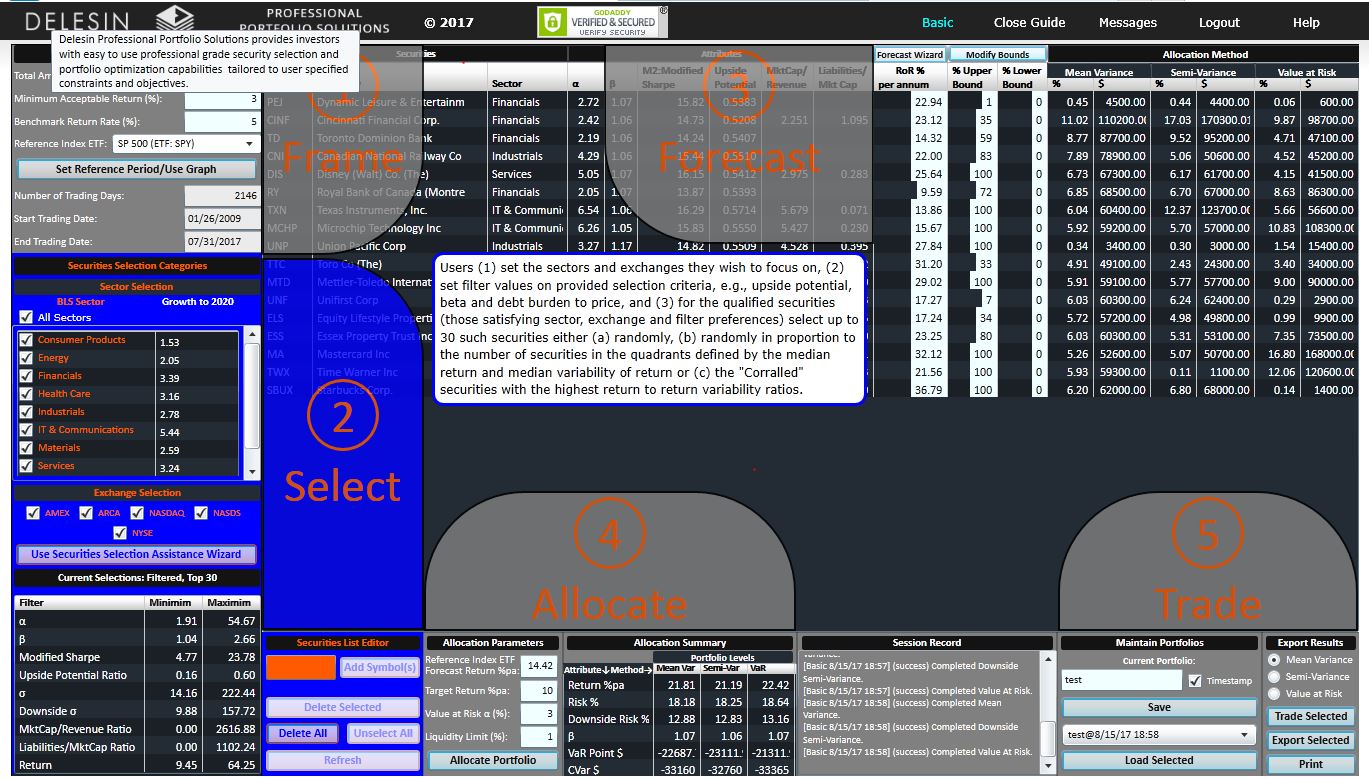 DELESIN
PROFESSIONAL
PORTFOLIO SOLUTIONS
© 2017
GODADDY
VERIFIED & SECURED
VERIFY SECURITY
Basic Close Guide Messages Logout Help
Delesin Professional Portfolio Solutions provides investors
with easy to use professional grade security selection and
portfolio optimization capabilities tailored to user specified
constraints and objectives.
Total Am
Minimum Acceptable Return (%): 3
Benchmark Return Rate (%): 5
Reference Index ETF: SP 500 (ETF: SPY)
Set Reference Period/Use Graph
Number of Trading Days: 2146
Start Trading Date: 01/26/2009
End Trading Date: 07/31/2017
Securities Attributes Forecast Wizard Modify Bounds Allocation Method
Sector α β M2:Modified Sharpe Upside Potential MktCap/ Revenue Liabilities/ Mkt Cap RoR % per annum % Upper Bound % Lower Bound Mean Variance Semi-Variance Value at Risk
% $ % $ % $
PEJ Dynamic Leisure & Entertainm Financials 2.72 1.07 15.82 0.5383 22.94 1 0 0.45 4500.00 0.44 4400.00 0.06 600.00
CINF Cincinnati Financial Corp. Financials 2.42 1.06 14.73 0.5208 2.251 1.095 23.12 35 0 11.02 110200.00 17.03 170300.01 9.87 98700.00
TD Toronto Dominion Bank Financials 2.19 1.06 14.24 0.5407 14.32 59 0 8.77 87700.00 9.52 95200.00 4.71 47100.00
CNI Canadian National Railway Co Industrials 4.29 1.06 15.44 0.5510 22.00 83 0 7.89 78900.00 5.06 50600.00 4.52 45200.00
DIS Disney (Walt) Co. (The) Services 5.05 1.07 16.15 0.5412 2.975 0.283 25.64 100 0 6.73 67300.00 6.17 61700.00 4.15 41500.00
RY Royal Bank of Canada (Montre Financials 2.05 1.07 13.87 0.5393 9.59 72 0 6.85 68500.00 6.70 67000.00 8.63 86300.00
TXN Texas Instruments, Inc. IT & Communi 6.54 1.06 16.29 0.5714 5.679 0.071 13.86 100 0 6.04 60400.00 12.37 123700.00 5.66 56600.00
MCHP Microchip Technology Inc IT & Communi 6.26 1.05 15.83 0.5550 5.427 0.230 15.67 100 0 5.92 59200.00 5.70 57000.00 10.83 108300.00
UNP Union Pacific Corp Industrials 3.27 1.17 14.82 0.5509 4.528 0.395 27.84 100 0 0.34 3400.00 0.30 3000.00 1.54 15400.00
TTC Toro Co (The) 31.20 33 0 4.91 49100.00 2.43 24300.00 3.40 34000.00
MTD Mettler-Toledo Internat 29.02 100 0 5.91 59100.00 5.77 57700.00 9.00 90000.00
UNF Unifirst Corp 17.27 7 0 6.03 60300.00 6.24 62400.00 0.29 2900.00
ELS Equity Lifestyle Properti 17.24 34 0 5.72 57200.00 4.98 49800.00 0.99 9900.00
ESS Essex Property Trust Inc 23.25 80 0 6.03 60300.00 5.31 53100.00 7.35 73500.00
MA Mastercard Inc 32.12 100 0 5.26 52600.00 5.07 50700.00 16.80 168000.00
TWX Time Warner Inc 21.56 100 0 5.93 59300.00 0.11 1100.00 12.06 120600.00
SBUX Starbucks Corp. 36.79 100 0 6.20 62000.00 6.80 68000.00 0.14 1400.00
1
Frame
3
Forecast
Users (1) set the sectors and exchanges they wish to focus on, (2)
set filter values on provided selection criteria, e.g., upside potential,
beta and debt burden to price, and (3) for the qualified securities
(those satisfying sector, exchange and filter preferences) select up to
30 such securities either (a) randomly, (b) randomly in proportion to
the number of securities in the quadrants defined by the median
return and median variability of return or (c) the "Corralled"
securities with the highest return to return variability ratios.
2
Select
4
Allocate
5
Trade
Securities Selection Categories
Sector Selection
BLS Sector Growth to 2020
All Sectors
Consumer Products 1.53
Energy 2.05
Financials 3.39
Health Care 3.16
Industrials 2.78
IT & Communications 5.44
Materials 2.59
Services 3.24
Exchange Selection
AMEX ARCA NASDAQ NASDS
NYSE
Use Securities Selection Assistance Wizard
Current Selections: Filtered, Top 30
Filter Minimim Maximim
α 1.91 54.67
β 1.04 2.66
Modified Sharpe 4.77 23.78
Upside Potential Ratio 0.16 0.60
σ 14.16 222.44
Downside σ 9.88 157.72
MktCap/Revenue Ratio 0.00 2616.88
Liabilities/MktCap Ratio 0.00 1102.24
Return 9.45 64.25
Securities List Editor
Add Symbol(s)
Delete Selected
Delete All Unselect All
Refresh
Allocation Parameters
Reference Index ETF
Forecast Return %pa: 14.42
Target Return %pa: 10
Value at Risk α (%): 3
Liquidity Limit (%): 1
Allocate Portfolio
Allocation Summary
Portfolio Levels
Attribute↓Method→ Mean Var Semi-Var VaR
Return %pa 21.81 21.19 22.42
Risk % 18.18 18.25 18.64
Downside Risk % 12.88 12.83 13.16
β 1.07 1.06 1.07
VaR Point $ -22687. -23111. -21311.
CVar $ -33160 -32760 -33365
Session Record
Variance.
[Basic 8/15/17 18:57] (success) Completed Downside
Semi-Variance.
[Basic 8/15/17 18:57] (success) Completed Value At Risk.
[Basic 8/15/17 18:58] (success) Completed Mean
Variance.
[Basic 8/15/17 18:58] (success) Completed Downside
Semi-Variance.
[Basic 8/15/17 18:58] (success) Completed Value At Risk.
Maintain Portfolios
Current Portfolio:
test Timestamp
Save
test@8/15/17 18:58
Load Selected
Export Results
Mean Variance
Semi-Variance
Value at Risk
Trade Selected
Export Selected
Print